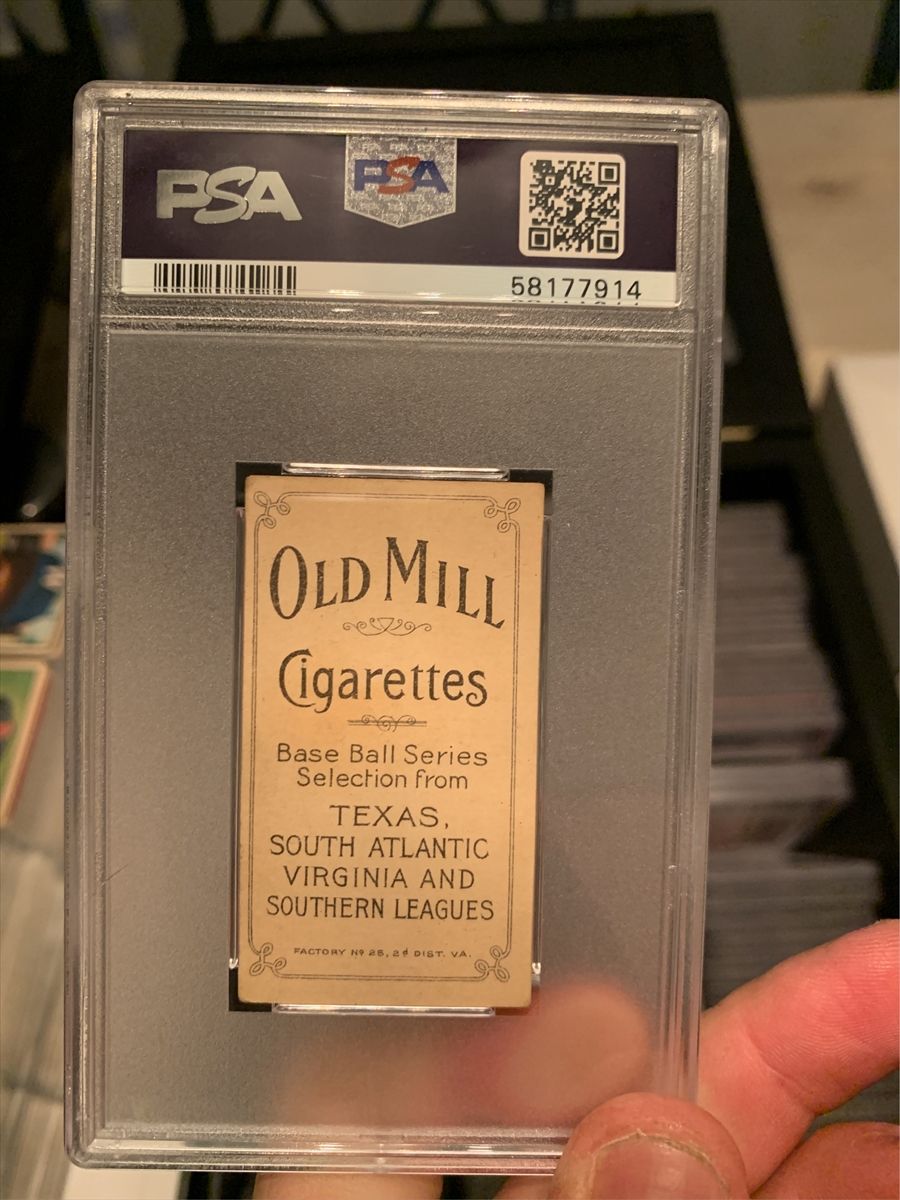 PSA
PSA
58177914
OLD MILL
Cigarettes
Base Ball Series
Selection from
TEXAS,
SOUTH ATLANTIC
VIRGINIA AND
SOUTHERN LEAGUES
FACTORY Nº 25, 2d DIST. VA.